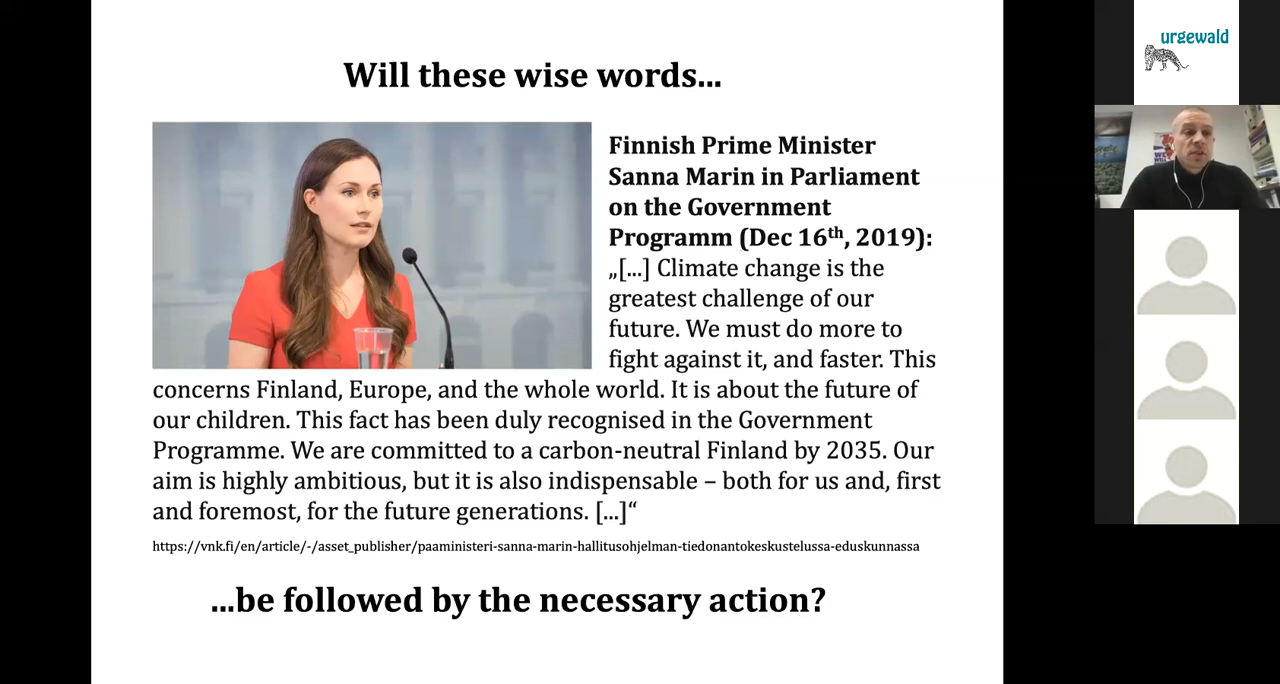 Will these wise words...
Finnish Prime Minister
Sanna Marin in Parliament
on the Government
Programm (Dec 16th, 2019):
„[...] Climate change is the
greatest challenge of our
future. We must do more to
fight against it, and faster. This
concerns Finland, Europe, and the whole world. It is about the future of
our children. This fact has been duly recognised in the Government
Programme. We are committed to a carbon-neutral Finland by 2035. Our
aim is highly ambitious, but it is also indispensable – both for us and, first
and foremost, for the future generations. [...]“
https://vnk.fi/en/article/-/asset_publisher/paaministeri-sanna-marin-hallitusohjelman-tiedonantokeskustelussa-eduskunnassa
...be followed by the necessary action?
urgewald